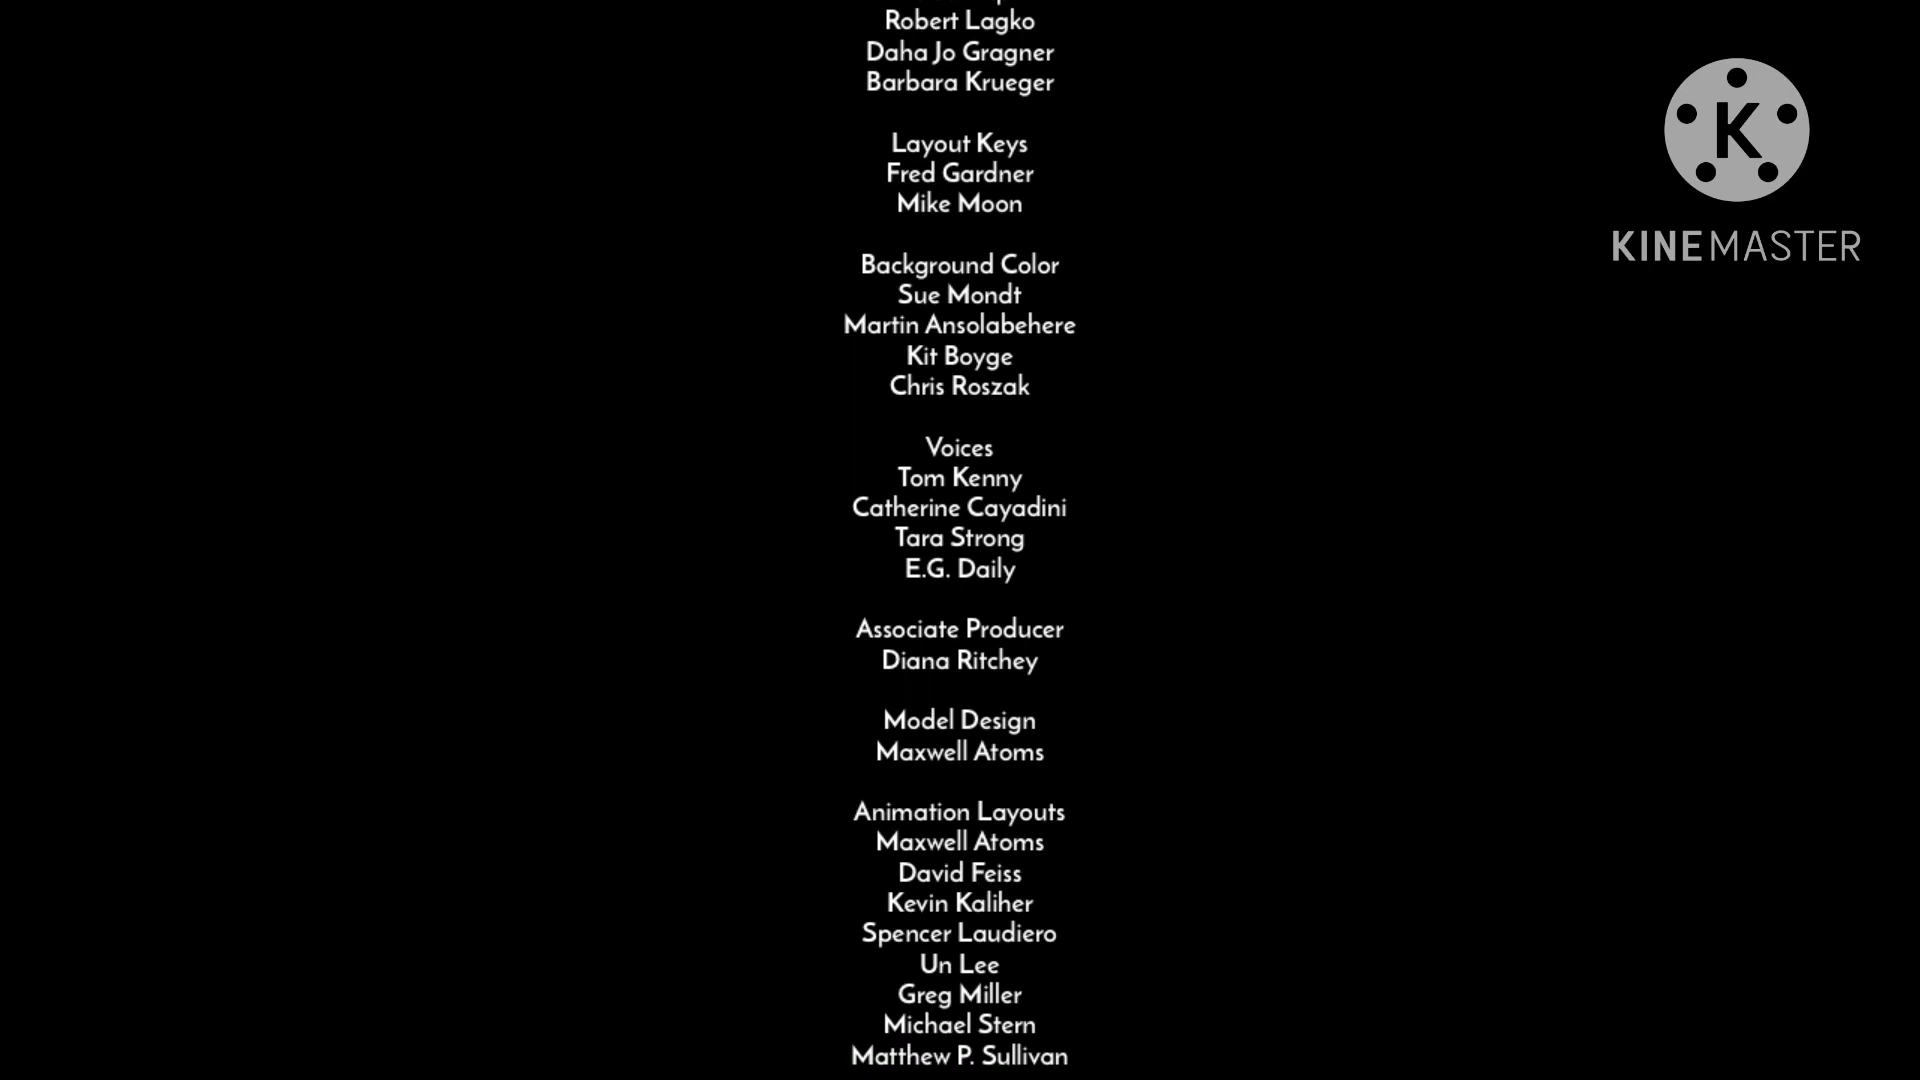 Robert Lagko
Daha Jo Gragner
Barbara Krueger
Layout Keys
Fred Gardner
Mike Moon
Background Color
Sue Mondt
Martin Ansolabehere
Kit Boyge
Chris Roszak
Voices
Tom Kenny
Catherine Cayadini
Tara Strong
E.G. Daily
Associate Producer
Diana Ritchey
Model Design
Maxwell Atoms
Animation Layouts
Maxwell Atoms
David Feiss
Kevin Kaliher
Spencer Laudiero
Un Lee
Greg Miller
Michael Stern
Matthew P. Sullivan
K
KINEMASTER